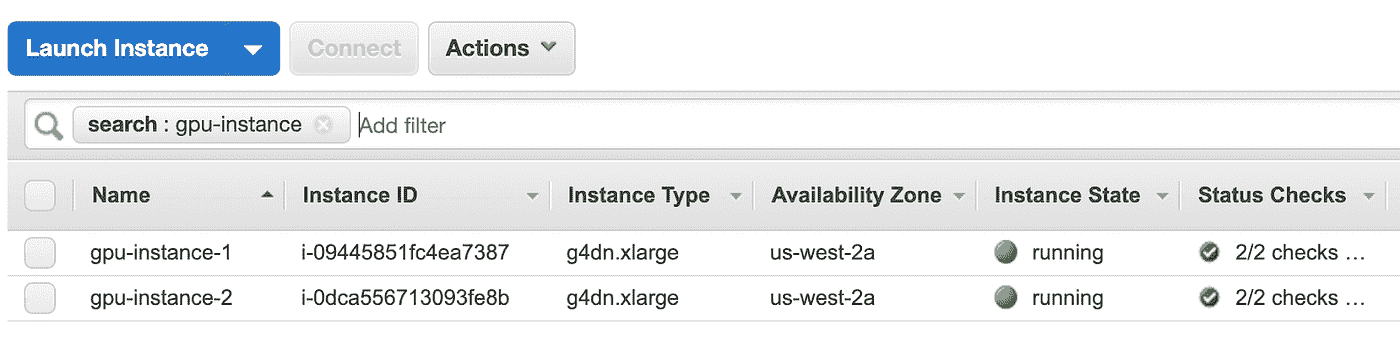 Launch Instance Connect Actions
search : gpu-instance Add filter
Name Instance ID Instance Type Availability Zone Instance State Status Checks
gpu-instance-1 i-09445851fc4ea7387 g4dn.xlarge us-west-2a running 2/2 checks ...
gpu-instance-2 i-0dca556713093fe8b g4dn.xlarge us-west-2a running 2/2 checks ...